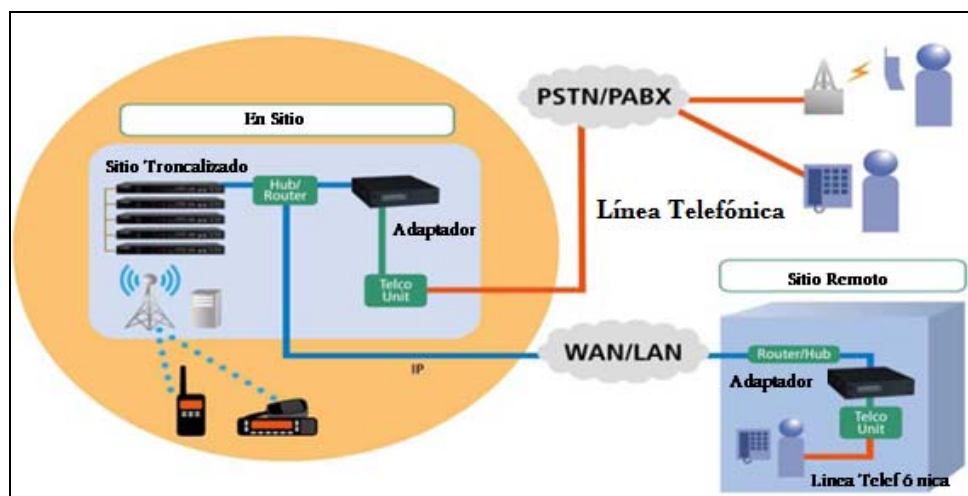 En Sitio
Sitio Troncalizado
Hub/
Router
Adaptador
Telco
Unit
PSTN/PABX
Línea Telefónica
IP
WAN/LAN
Sitio Remoto
Router/Hub
Adaptador
Telco
Unit
Linea Telef ó nica